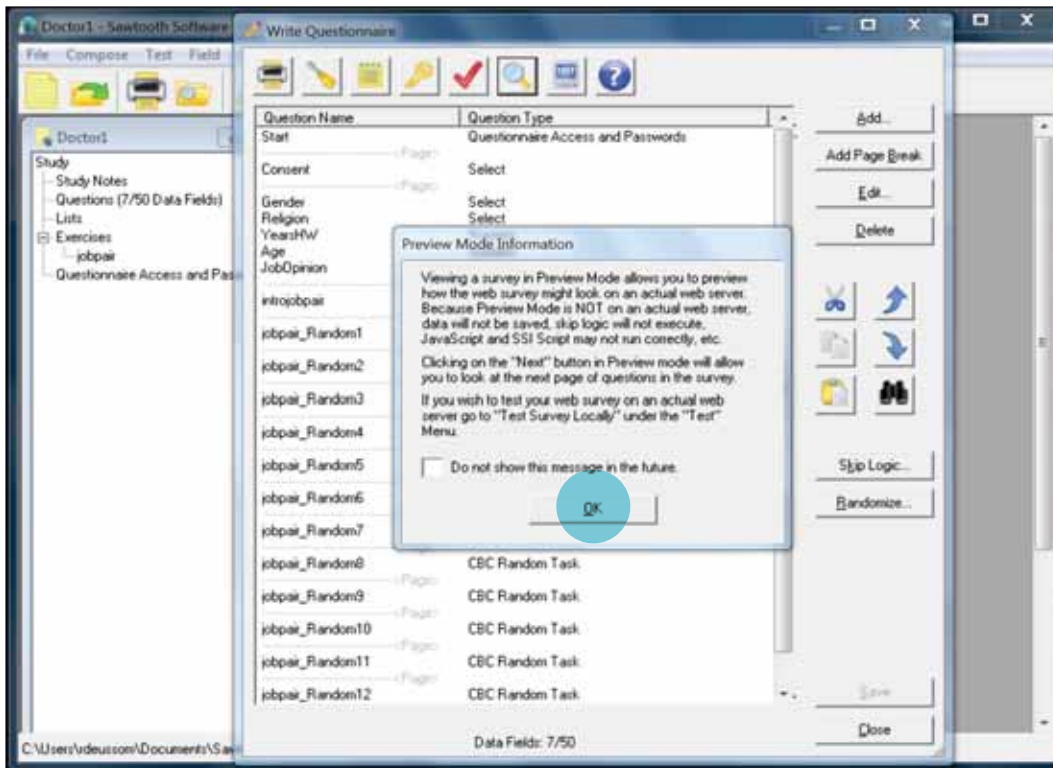 Doctor1 - Sawtooth Software
File Compose Test Field
Doctor1
Study
Study Notes
Questions (7/50 Data Fields)
Lists
Exercises
jobpair
Questionnaire Access and Pas
C:\Users\rdeussom\Documents\Sa
Write Questionnaire
Question Name Question Type
Start Questionnaire Access and Passwords
<Page>
Consent Select
<Page>
Gender Select
Religion Select
YearsHW
Age
JobOpinion
introjobpair
jobpair_Random1
jobpair_Random2
jobpair_Random3
jobpair_Random4
jobpair_Random5
jobpair_Random6
jobpair_Random7
jobpair_Random8 CBC Random Task
<Page>
jobpair_Random9 CBC Random Task
<Page>
jobpair_Random10 CBC Random Task
<Page>
jobpair_Random11 CBC Random Task
<Page>
jobpair_Random12 CBC Random Task
Data Fields: 7/50
Preview Mode Information
Viewing a survey in Preview Mode allows you to preview
how the web survey might look on an actual web server.
Because Preview Mode is NOT on an actual web server,
data will not be saved, skip logic will not execute,
JavaScript and SSI Script may not run correctly, etc.
Clicking on the "Next" button in Preview mode will allow
you to look at the next page of questions in the survey.
If you wish to test your web survey on an actual web
server go to "Test Survey Locally" under the "Test"
Menu.
Do not show this message in the future.
OK
Add...
Add Page Break
Edit...
Delete
Skip Logic...
Randomize...
Save
Close